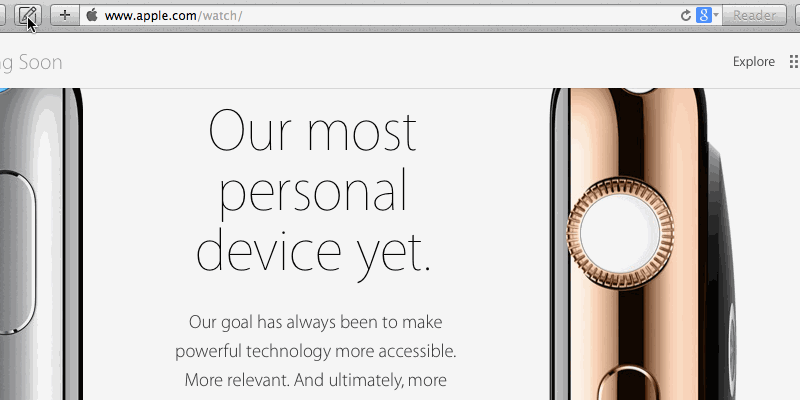 www.apple.com/watch/
Reader
ng Soon
Explore
Our most
personal
device yet.
Our goal has always been to make
powerful technology more accessible.
More relevant. And ultimately, more